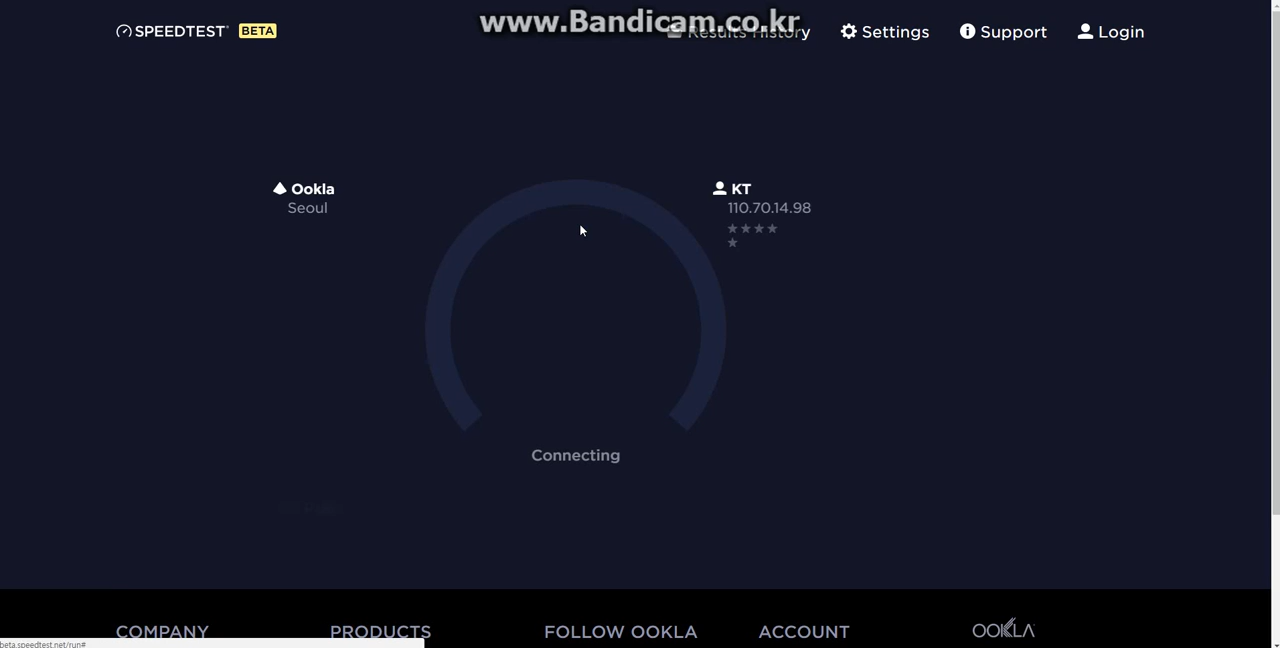 www.Bandicam.co.kr
SPEEDTEST BETA
Results History
Settings
Support
Login
Ookla
Seoul
KT
110.70.14.98
Connecting
COMPANY
PRODUCTS
FOLLOW OOKLA
ACCOUNT
OOKLA
beta.speedtest.net/run#